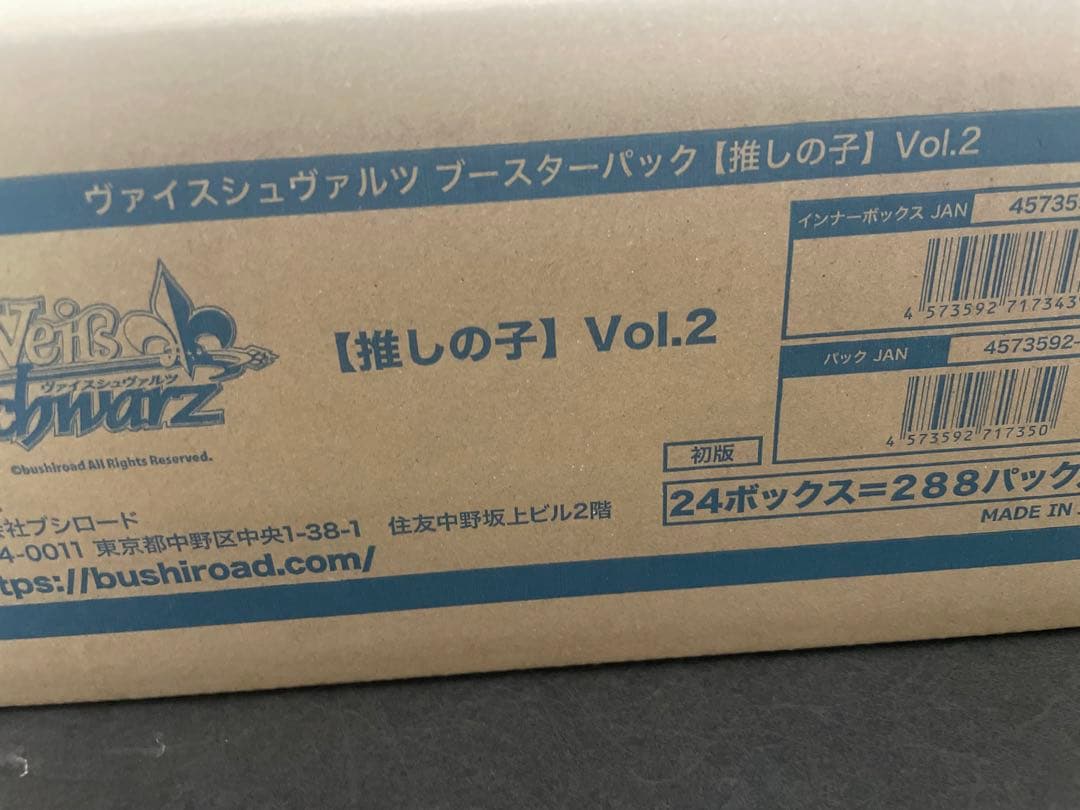 ヴァイスシュヴァルツ ブースターパック【推しの子】Vol.2
Weiß
ヴァイスシュヴァルツ
Schwarz
©bushiroad All Rights Reserved.
【推しの子】Vol.2
インナーボックス JAN 45735
4 573592 717343
パック JAN 4573592-
4 573592 717350
初版
24ボックス=288パック
MADE IN
会社ブシロード
4-0011 東京都中野区中央1-38-1 住友中野坂上ビル2階
tps://bushiroad.com/